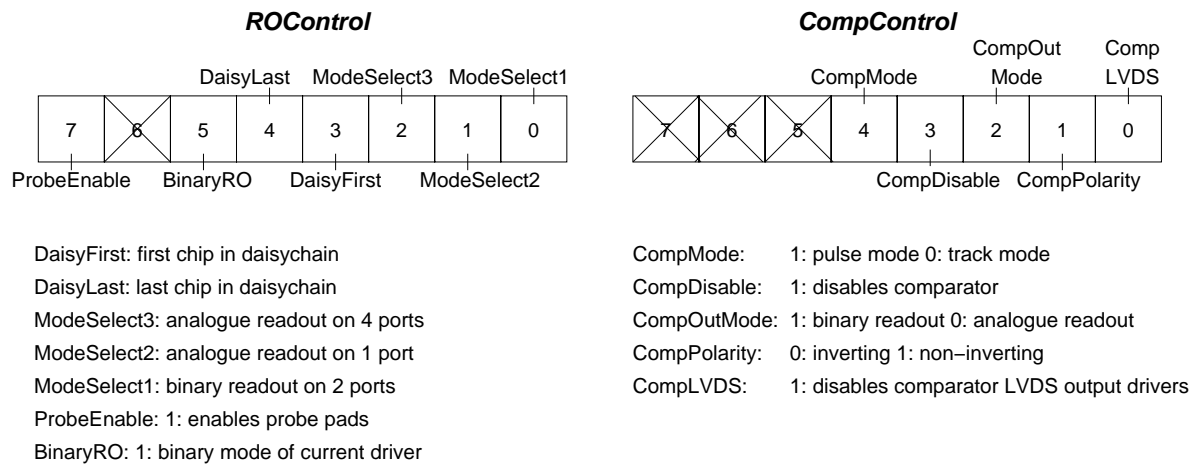 ROControl
DaisyLast ModeSelect3 ModeSelect1
7 6 5 4 3 2 1 0
ProbeEnable BinaryRO DaisyFirst ModeSelect2
DaisyFirst: first chip in daisychain
DaisyLast: last chip in daisychain
ModeSelect3: analogue readout on 4 ports
ModeSelect2: analogue readout on 1 port
ModeSelect1: binary readout on 2 ports
ProbeEnable: 1: enables probe pads
BinaryRO: 1: binary mode of current driver
CompControl
CompOut Comp
CompMode Mode LVDS
7 6 5 4 3 2 1 0
CompDisable CompPolarity
CompMode: 1: pulse mode 0: track mode
CompDisable: 1: disables comparator
CompOutMode: 1: binary readout 0: analogue readout
CompPolarity: 0: inverting 1: non−inverting
CompLVDS: 1: disables comparator LVDS output drivers